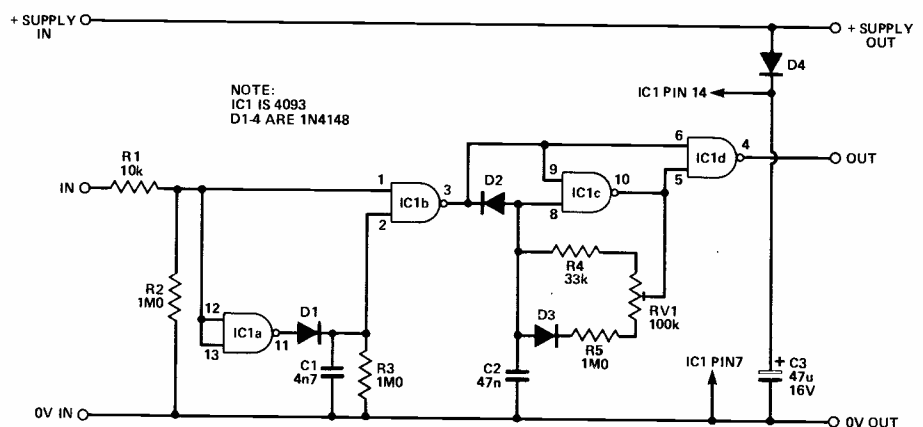 + SUPPLY
IN
+ SUPPLY
OUT
D4
NOTE:
IC1 IS 4093
D1-4 ARE 1N4148
IC1 PIN 14
R1
10k
IN
1
2
IC1b
3
D2
9
8
IC1c
10
6
5
IC1d
4
OUT
R2
1M0
12
13
IC1a
11
D1
C1
4n7
R3
1M0
R4
33k
RV1
100k
D3
R5
1M0
C2
47n
IC1 PIN7
+
C3
47u
16V
0V IN
0V OUT